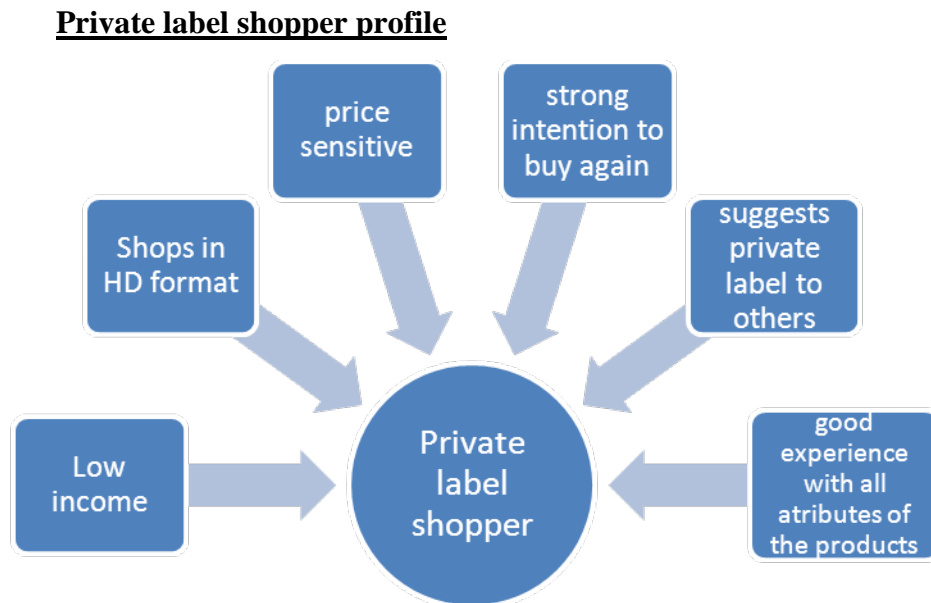 Private label shopper profile
price
sensitive
strong
intention to
buy again
Shops in
HD format
suggests
private
label to
others
Low
income
Private
label
shopper
good
experience
with all
atributes of
the products